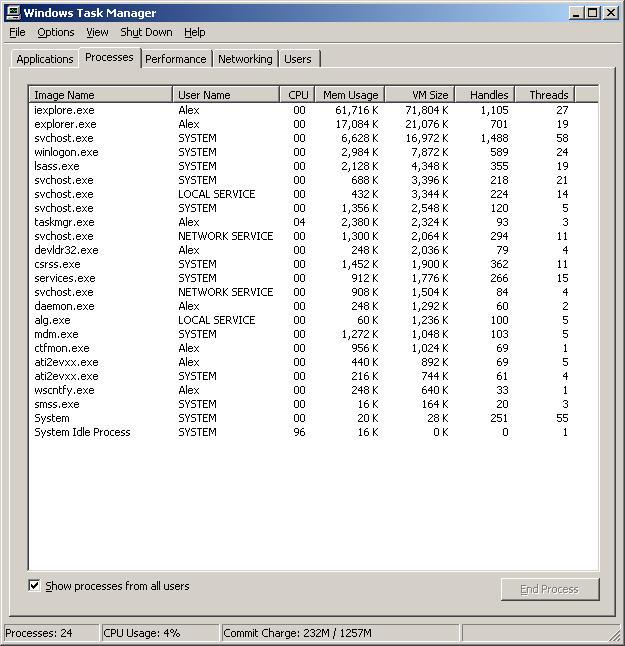 Windows Task Manager
File Options View Shut Down Help
Applications Processes Performance Networking Users
Image Name User Name CPU Mem Usage VM Size Handles Threads
iexplore.exe Alex 00 61,716 K 71,804 K 1,105 27
explorer.exe Alex 00 17,084 K 21,076 K 701 19
svchost.exe SYSTEM 00 6,628 K 16,972 K 1,488 58
winlogon.exe SYSTEM 00 2,984 K 7,872 K 589 24
lsass.exe SYSTEM 00 2,128 K 4,348 K 355 19
svchost.exe SYSTEM 00 688 K 3,396 K 218 21
svchost.exe LOCAL SERVICE 00 432 K 3,344 K 224 14
svchost.exe SYSTEM 00 1,356 K 2,548 K 120 5
taskmgr.exe Alex 04 2,380 K 2,324 K 93 3
svchost.exe NETWORK SERVICE 00 1,300 K 2,064 K 294 11
devldr32.exe Alex 00 248 K 2,036 K 79 4
csrss.exe SYSTEM 00 1,452 K 1,900 K 362 11
services.exe SYSTEM 00 912 K 1,776 K 266 15
svchost.exe NETWORK SERVICE 00 908 K 1,504 K 84 4
daemon.exe Alex 00 248 K 1,292 K 60 2
alg.exe LOCAL SERVICE 00 60 K 1,236 K 100 5
mdm.exe SYSTEM 00 1,272 K 1,048 K 103 5
ctfmon.exe Alex 00 956 K 1,024 K 69 1
ati2evxx.exe Alex 00 440 K 892 K 69 5
ati2evxx.exe SYSTEM 00 216 K 744 K 61 4
wscntfy.exe Alex 00 248 K 640 K 33 1
smss.exe SYSTEM 00 16 K 164 K 20 3
System SYSTEM 00 20 K 28 K 251 55
System Idle Process SYSTEM 96 16 K 0 K 0 1
Show processes from all users
End Process
Processes: 24 CPU Usage: 4% Commit Charge: 232M / 1257M